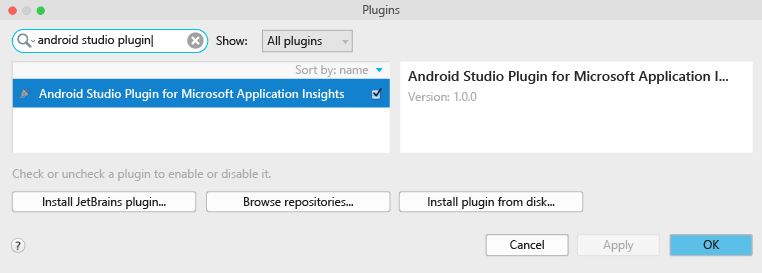 Plugins
android studio plugin
Show: All plugins
Sort by: name
Android Studio Plugin for Microsoft Application Insights
Android Studio Plugin for Microsoft Application I...
Version: 1.0.0
Check or uncheck a plugin to enable or disable it.
Install JetBrains plugin... Browse repositories... Install plugin from disk...
? Cancel Apply OK